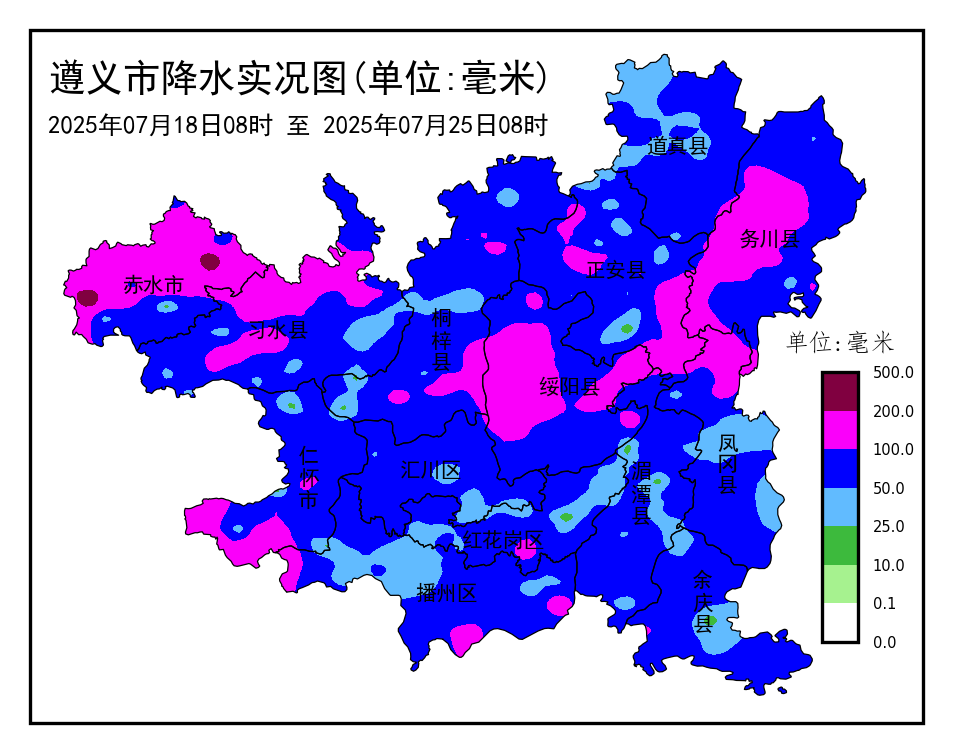 遵义市降水实况图(单位:毫米)
2025年07月18日08时 至 2025年07月25日08时
道真县
务川县
正安县
赤水市
习水县
桐梓县
绥阳县
单位:毫米
500.0
200.0
100.0
50.0
25.0
10.0
0.1
0.0
凤冈县
仁怀市
汇川区
湄潭县
红花岗区
播州区
余庆县